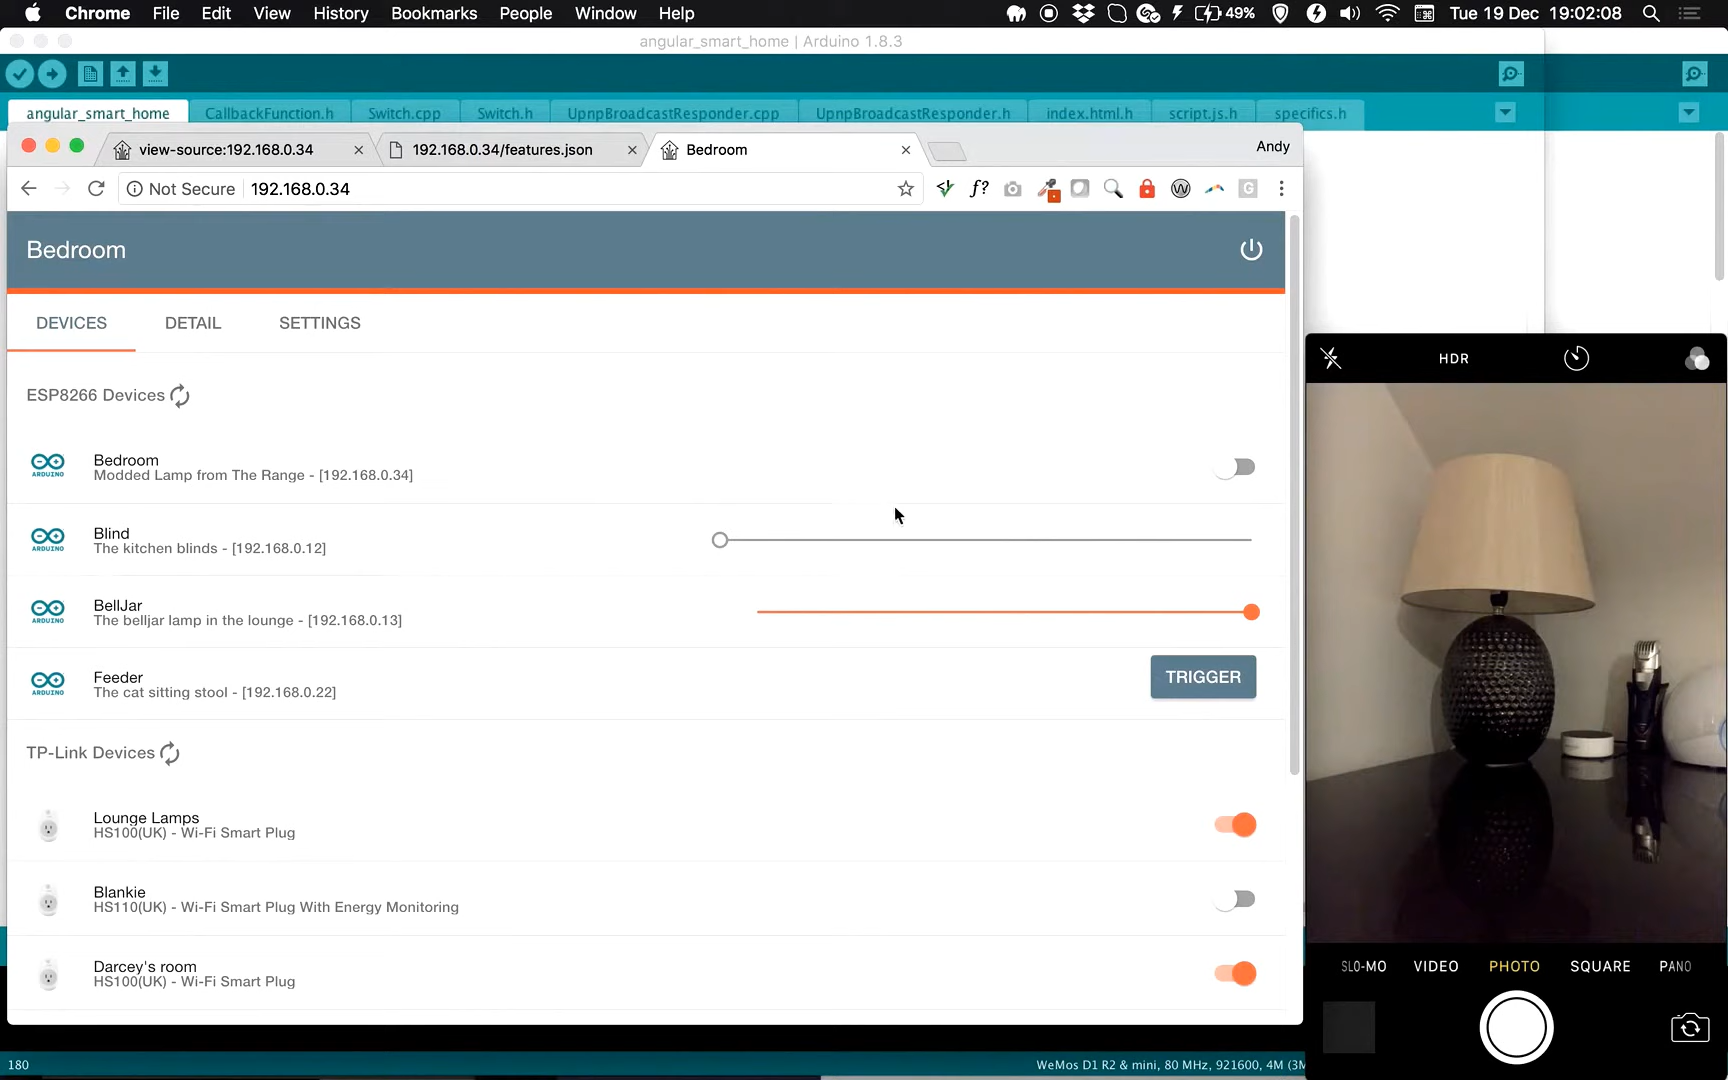 Chrome File Edit View History Bookmarks People Window Help 49% Tue 19 Dec 19:02:08
angular_smart_home | Arduino 1.8.3
angular_smart_home CallbackFunction.h Switch.cpp Switch.h UpnpBroadcastResponder.cpp UpnpBroadcastResponder.h index.html.h script.js.h specifics.h
view-source:192.168.0.34 192.168.0.34/features.json Bedroom Andy
Not Secure 192.168.0.34 f? W G
Bedroom
DEVICES DETAIL SETTINGS
ESP8266 Devices
ARDUINO
Bedroom
Modded Lamp from The Range - [192.168.0.34]
ARDUINO
Blind
The kitchen blinds - [192.168.0.12]
ARDUINO
BellJar
The belljar lamp in the lounge - [192.168.0.13]
ARDUINO
Feeder
The cat sitting stool - [192.168.0.22]
TRIGGER
TP-Link Devices
Lounge Lamps
HS100(UK) - Wi-Fi Smart Plug
Blankie
HS110(UK) - Wi-Fi Smart Plug With Energy Monitoring
Darcey's room
HS100(UK) - Wi-Fi Smart Plug
HDR
SLO-MO VIDEO PHOTO SQUARE PANO
180 WeMos D1 R2 & mini, 80 MHz, 921600, 4M (3M